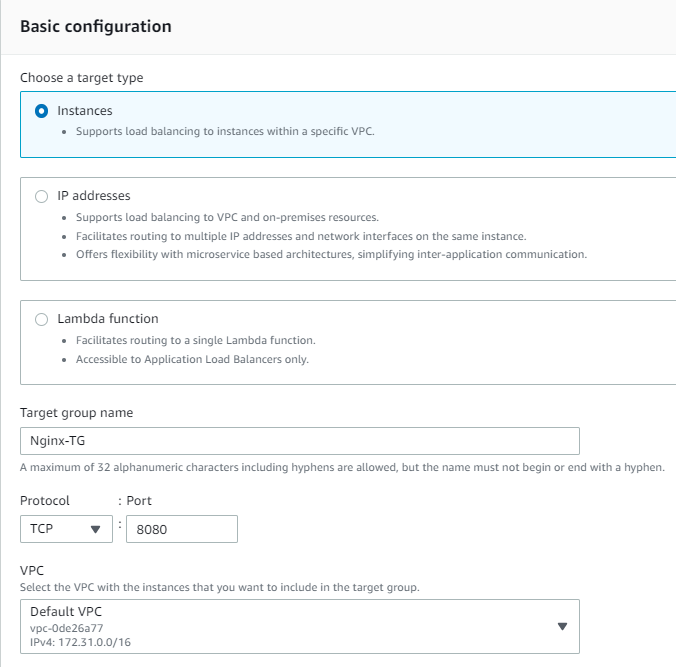 Basic configuration
Choose a target type
Instances
Supports load balancing to instances within a specific VPC.
IP addresses
Supports load balancing to VPC and on-premises resources.
Facilitates routing to multiple IP addresses and network interfaces on the same instance.
Offers flexibility with microservice based architectures, simplifying inter-application communication.
Lambda function
Facilitates routing to a single Lambda function.
Accessible to Application Load Balancers only.
Target group name
Nginx-TG
A maximum of 32 alphanumeric characters including hyphens are allowed, but the name must not begin or end with a hyphen.
Protocol : Port
TCP : 8080
VPC
Select the VPC with the instances that you want to include in the target group.
Default VPC
vpc-0de26a77
IPv4: 172.31.0.0/16